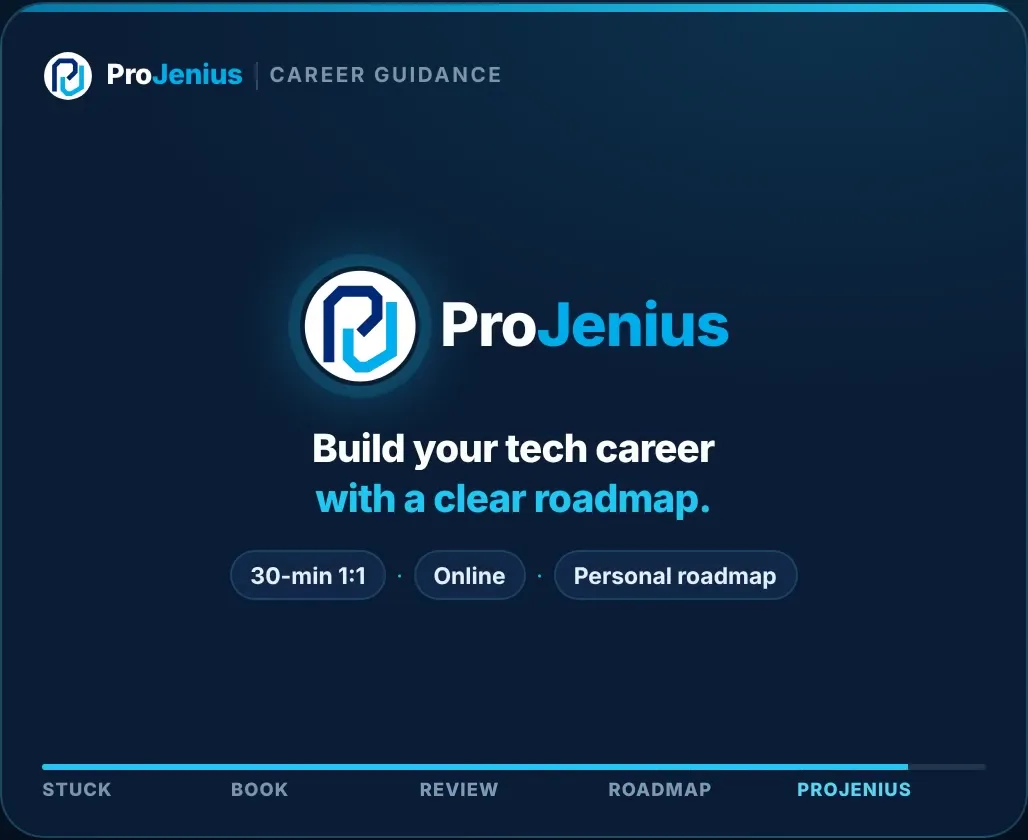 ProJenius | CAREER GUIDANCE
ProJenius
Build your tech career
with a clear roadmap.
30-min 1:1 · Online · Personal roadmap
STUCK BOOK REVIEW ROADMAP PROJENIUS